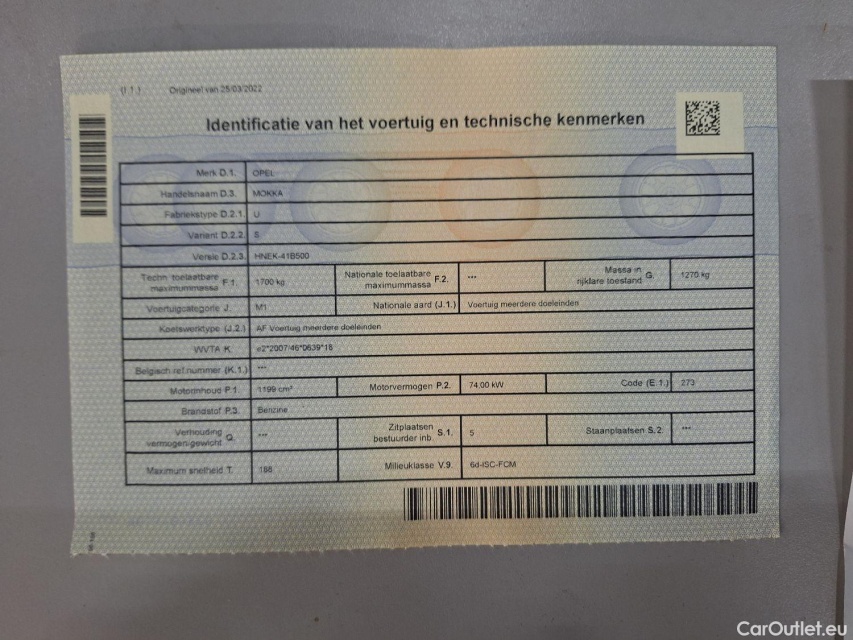 0.1.1 Origineel van 25/03/2022
Identificatie van het voertuig en technische kenmerken
Merk D.1. OPEL
Handelsnaam D.3. MOKKA
Fabriekstype D.2.1. U
Variant D.2.2. S
Versie D.2.3. HNEK-41B500
Techn. toelaatbare maximummassa F.1. 1700 kg Nationale toelaatbare maximummassa F.2. *** Massa in rijklare toestand G. 1270 kg
Voertuigcategorie J. M1 Nationale aard (J.1.) Voertuig meerdere doeleinden
Koetswerktype (J.2.) AF Voertuig meerdere doeleinden
WVTA K. e2*2007/46*0639*18
Belgisch ref.nummer (K.1.) ***
Motorinhoud P.1. 1199 cm³ Motorvermogen P.2. 74,00 kW Code (E.1.) 273
Brandstof P.3. Benzine
Verhouding vermogen/gewicht Q. *** Zitplaatsen bestuurder inb. S.1. 5 Staanplaatsen S.2. ***
Maximum snelheid T. 188 Milieuklasse V.9. 6d-ISC-FCM
CarOutlet.eu